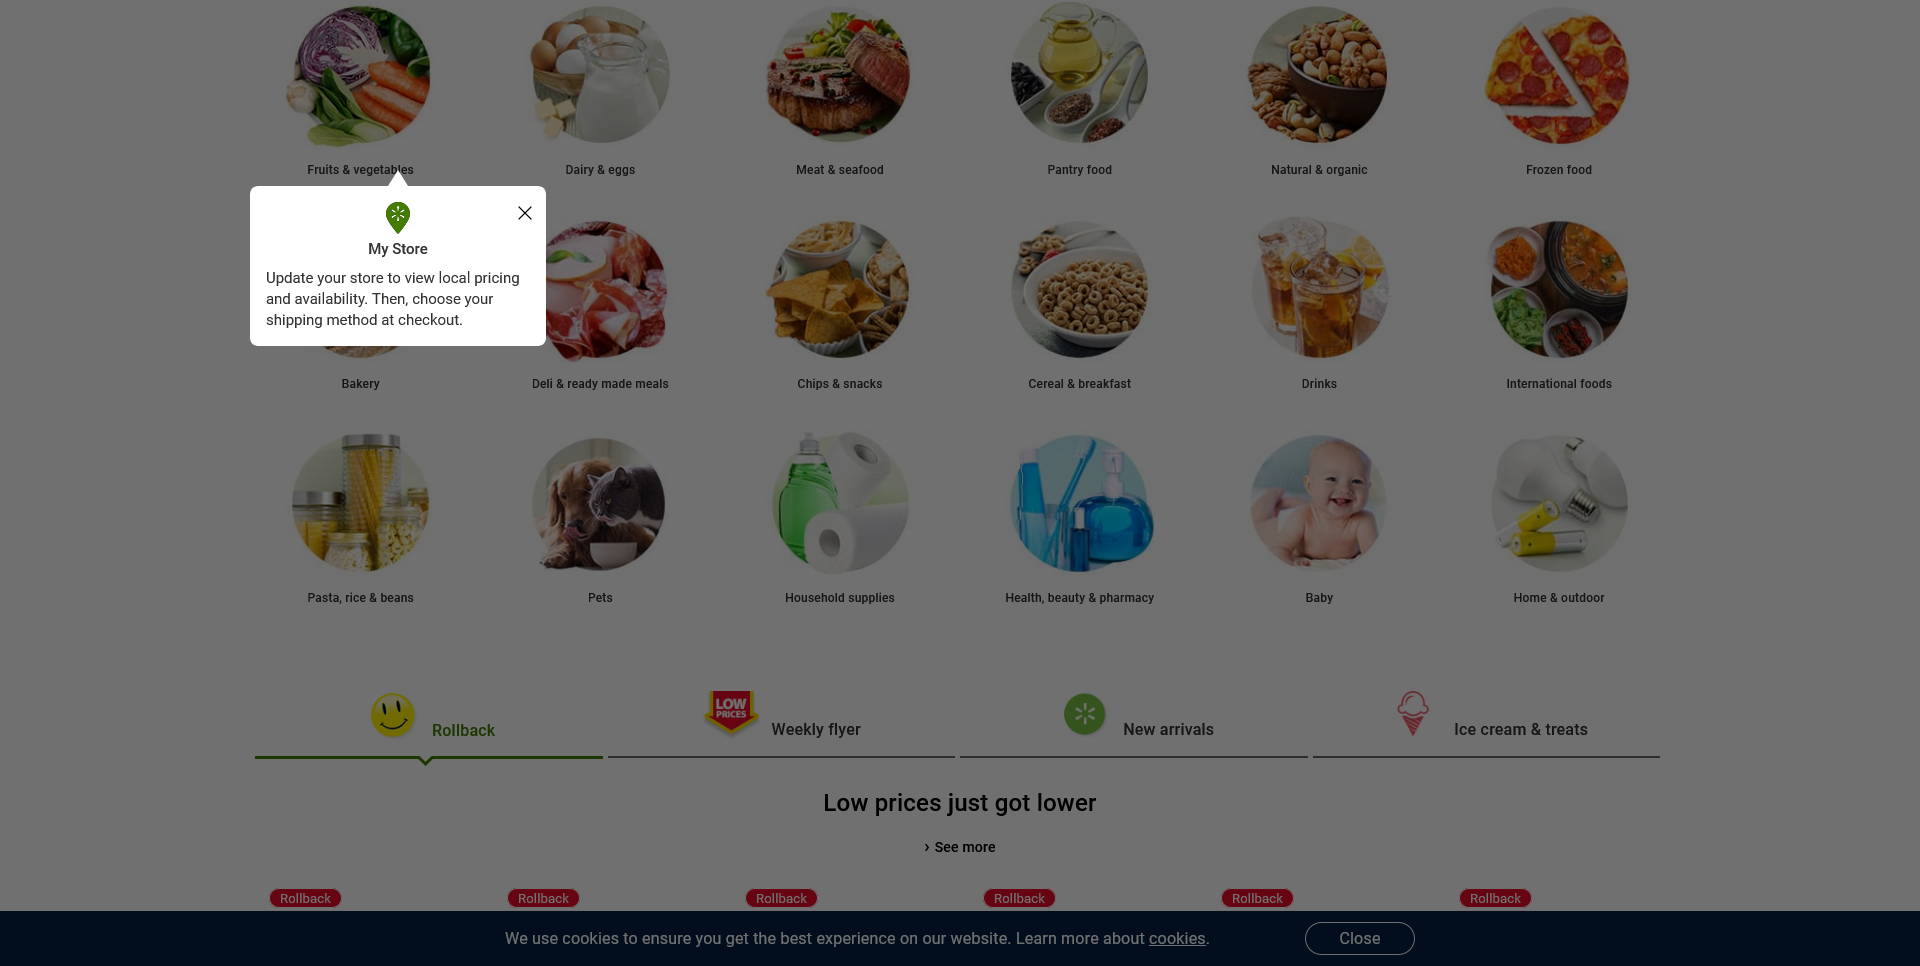 Fruits & vegetables
Dairy & eggs
Meat & seafood
Pantry food
Natural & organic
Frozen food
My Store
Update your store to view local pricing
and availability. Then, choose your
shipping method at checkout.
Bakery
Deli & ready made meals
Chips & snacks
Cereal & breakfast
Drinks
International foods
Pasta, rice & beans
Pets
Household supplies
Health, beauty & pharmacy
Baby
Home & outdoor
Rollback
LOW
PRICES
Weekly flyer
New arrivals
Ice cream & treats
Low prices just got lower
› See more
Rollback
Rollback
Rollback
Rollback
Rollback
Rollback
We use cookies to ensure you get the best experience on our website. Learn more about cookies.
Close